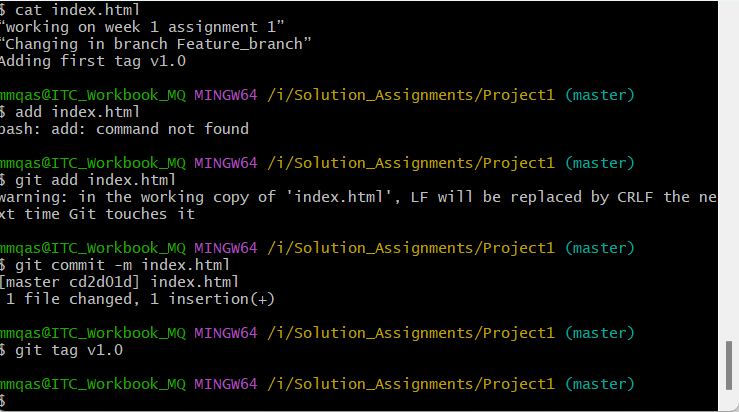 $ cat index.html
“working on week 1 assignment 1”
“Changing in branch Feature_branch”
Adding first tag v1.0
mmqas@ITC_Workbook_MQ MINGW64 /i/Solution_Assignments/Project1 (master)
$ add index.html
bash: add: command not found
mmqas@ITC_Workbook_MQ MINGW64 /i/Solution_Assignments/Project1 (master)
$ git add index.html
warning: in the working copy of 'index.html', LF will be replaced by CRLF the ne
xt time Git touches it
mmqas@ITC_Workbook_MQ MINGW64 /i/Solution_Assignments/Project1 (master)
$ git commit -m index.html
[master cd2d01d] index.html
1 file changed, 1 insertion(+)
mmqas@ITC_Workbook_MQ MINGW64 /i/Solution_Assignments/Project1 (master)
$ git tag v1.0
mmqas@ITC_Workbook_MQ MINGW64 /i/Solution_Assignments/Project1 (master)
$